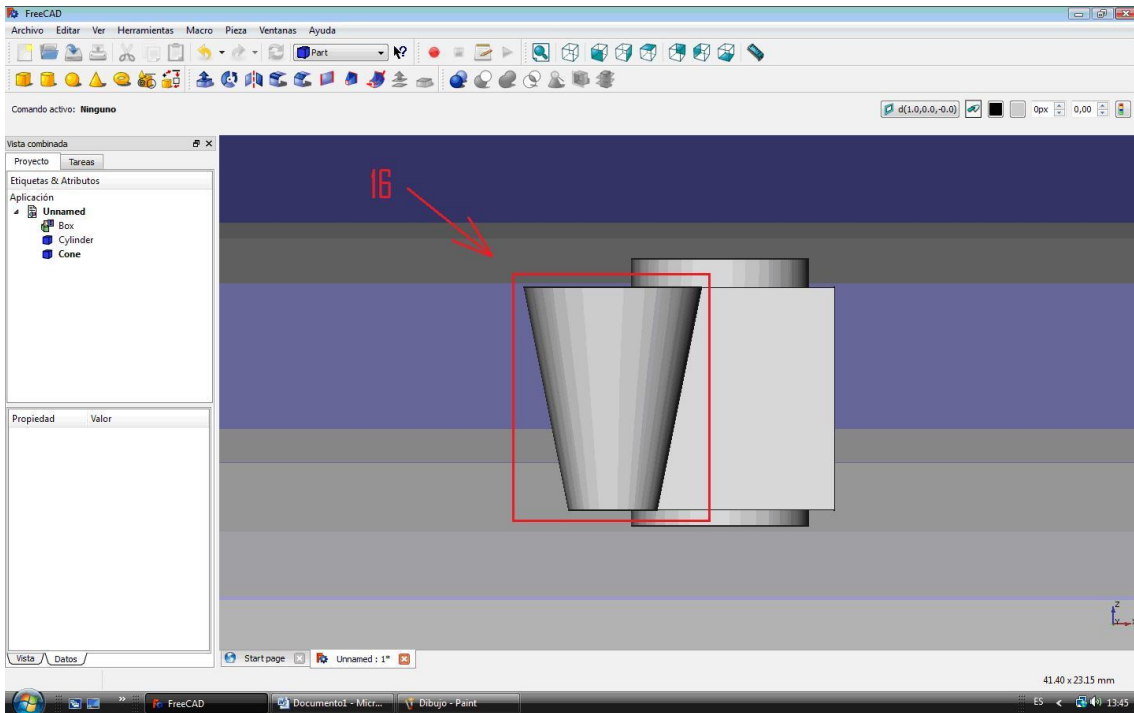 FreeCAD
Archivo Editar Ver Herramientas Macro Pieza Ventanas Ayuda
Part
Comando activo: Ninguno
d(1.0,0.0,-0.0) 0px 0,00
Vista combinada
Proyecto Tareas
Etiquetas & Atributos
Aplicación
Unnamed
Box
Cylinder
Cone
16
Propiedad Valor
Z
Y
Vista Datos
Start page Unnamed : 1*
41.40 x 23.15 mm
FreeCAD Documento1 - Micr... Dibujo - Paint ES 13:45